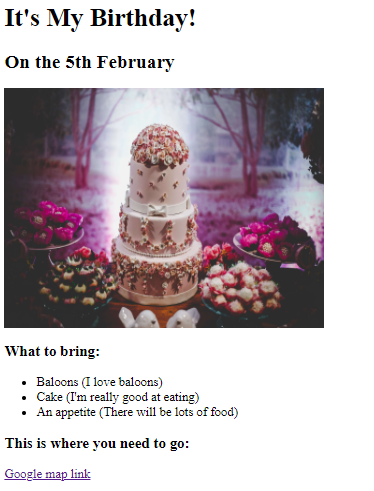 It's My Birthday!
On the 5th February
What to bring:
Baloons (I love baloons)
Cake (I'm really good at eating)
An appetite (There will be lots of food)
This is where you need to go:
Google map link